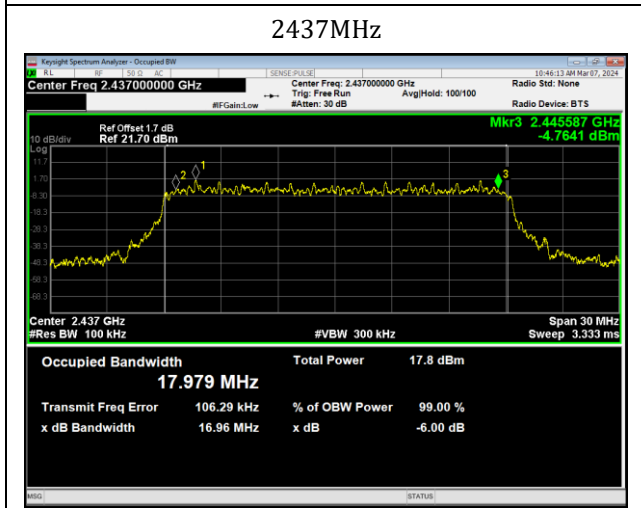 2437MHz
Keysight Spectrum Analyzer - Occupied BW
RL RF 50 Ω AC SENSE:PULSE 10:46:13 AM Mar 07, 2024
Center Freq 2.437000000 GHz Center Freq: 2.437000000 GHz Radio Std: None
Trig: Free Run Avg|Hold: 100/100
#IFGain:Low #Atten: 30 dB Radio Device: BTS
Mkr3 2.445587 GHz
-4.7641 dBm
Ref Offset 1.7 dB
10 dB/div Ref 21.70 dBm
Log
11.7
1.70
-8.30
-18.3
-28.3
-38.3
-48.3
-58.3
-68.3
2 1 3
Center 2.437 GHz Span 30 MHz
#Res BW 100 kHz #VBW 300 kHz Sweep 3.333 ms
Occupied Bandwidth Total Power 17.8 dBm
17.979 MHz
Transmit Freq Error 106.29 kHz % of OBW Power 99.00 %
x dB Bandwidth 16.96 MHz x dB -6.00 dB
MSG STATUS